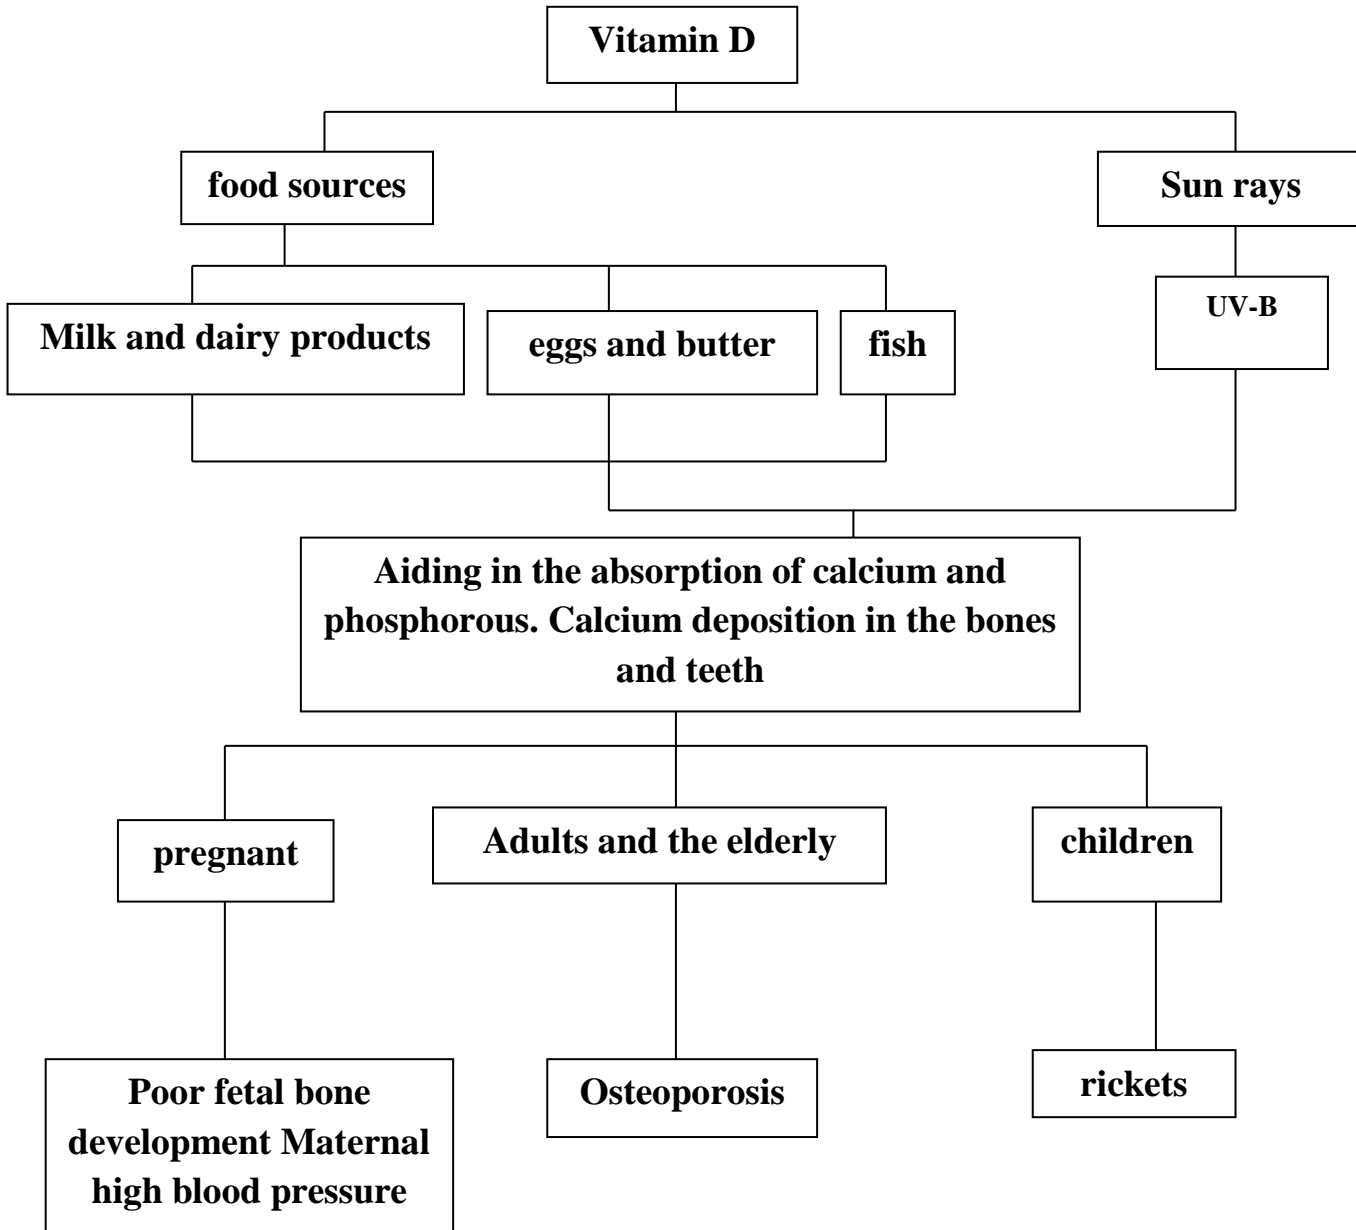 Vitamin D
food sources
Sun rays
Milk and dairy products
eggs and butter
fish
UV-B
Aiding in the absorption of calcium and
phosphorous. Calcium deposition in the bones
and teeth
pregnant
Adults and the elderly
children
Poor fetal bone
development Maternal
high blood pressure
Osteoporosis
rickets